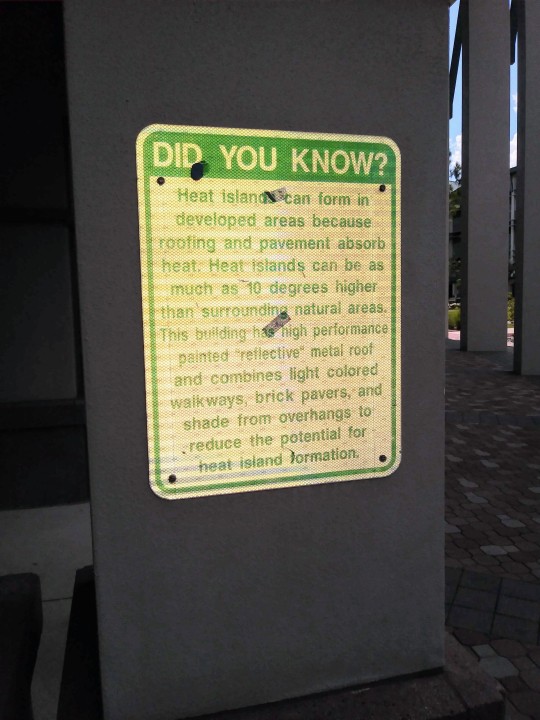 DID YOU KNOW?
Heat islands can form in
developed areas because
roofing and pavement absorb
heat. Heat islands can be as
much as 10 degrees higher
than surrounding natural areas.
This building has high performance
painted "reflective" metal roof
and combines light colored
walkways, brick pavers, and
shade from overhangs to
reduce the potential for
heat island formation.